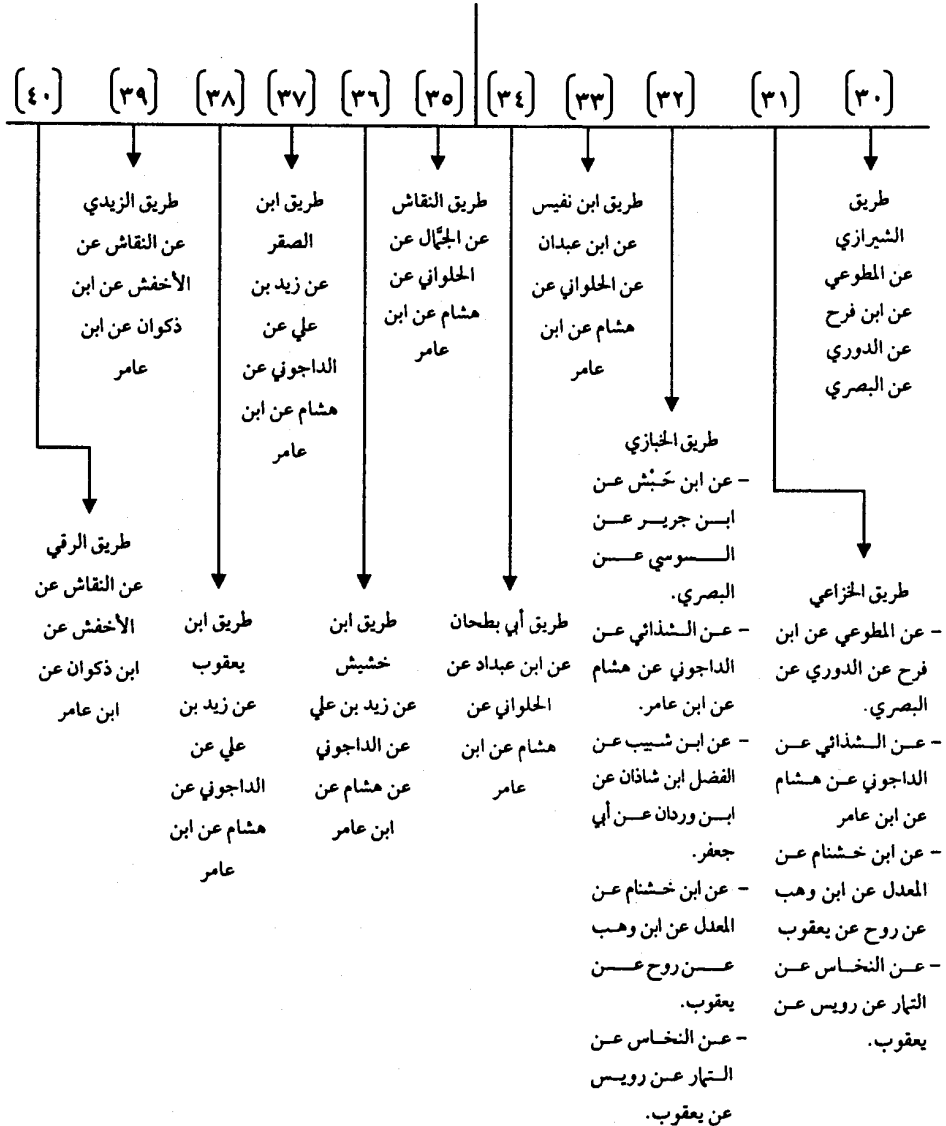 (٣٠) (٣١) (٣٢) (٣٣) (٣٤) (٣٥) (٣٦) (٣٧) (٣٨) (٣٩) (٤٠)
طريق
الشيرازي
عن المطوعي
عن ابن فرح
عن الدوري
عن البصري
طريق الخزاعي
– عن المطوعي عن ابن
فرح عن الدوري عن
البصري.
– عن الشذائي عن
الداجوني عن هشام
عن ابن عامر
– عن ابن خشنام عن
المعدل عن ابن وهب
عن روح عن يعقوب
– عن النخاس عن
التمار عن رويس عن
يعقوب.
طريق الخبازي
– عن ابن حَبْش عن
ابن جرير عن
السوسي عن
البصري.
– عن الشذائي عن
الداجوني عن هشام
عن ابن عامر.
– عن ابن شبيب عن
الفضل ابن شاذان عن
ابن وردان عن أبي
جعفر.
– عن ابن خشنام عن
المعدل عن ابن وهب
عن روح عن
يعقوب.
– عن النخاس عن
التمار عن رويس
عن يعقوب.
طريق ابن نفيس
عن ابن عبدان
عن الحلواني عن
هشام عن ابن
عامر
طريق أبي بطحان
عن ابن عبداد عن
الحلواني عن
هشام عن ابن
عامر
طريق النقاش
عن الجمَّال عن
الحلواني عن
هشام عن ابن
عامر
طريق ابن
خشيش
عن زيد بن علي
عن الداجوني
عن هشام عن
ابن عامر
طريق ابن
الصقر
عن زيد بن
علي عن
الداجوني عن
هشام عن ابن
عامر
طريق ابن
يعقوب
عن زيد بن
علي عن
الداجوني عن
هشام عن ابن
عامر
طريق الزيدي
عن النقاش عن
الأخفش عن ابن
ذكوان عن ابن
عامر
طريق الرقي
عن النقاش عن
الأخفش عن
ابن ذكوان عن
ابن عامر